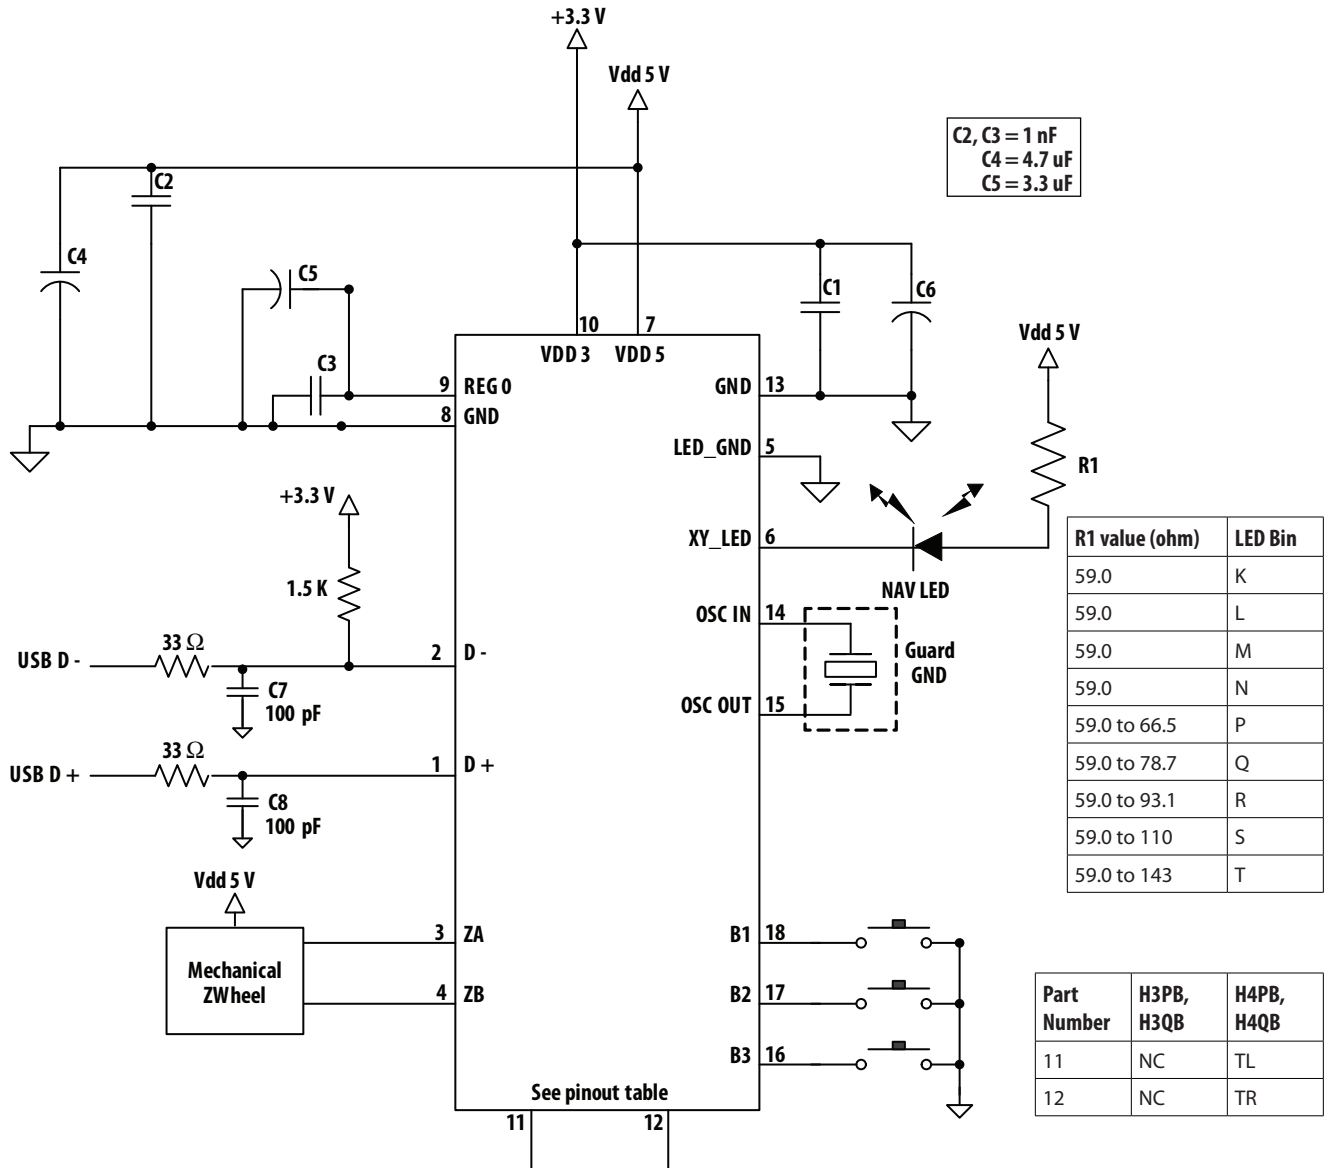 +3.3 V
Vdd 5 V
C2, C3 = 1 nF
C4 = 4.7 uF
C5 = 3.3 uF
C2
C4
C5
C3
C1
C6
10
7
VDD 3
VDD 5
9
REG 0
8
GND
GND
13
LED_GND
5
XY_LED
6
Vdd 5 V
R1
NAV LED
+3.3 V
1.5 K
OSC IN
14
OSC OUT
15
Guard
GND
USB D -
33 Ω
2
D -
C7
100 pF
USB D +
33 Ω
1
D +
C8
100 pF
R1 value (ohm) LED Bin
59.0 K
59.0 L
59.0 M
59.0 N
59.0 to 66.5 P
59.0 to 78.7 Q
59.0 to 93.1 R
59.0 to 110 S
59.0 to 143 T
Vdd 5 V
Mechanical
ZWheel
3
ZA
4
ZB
B1
18
B2
17
B3
16
See pinout table
11
12
Part Number H3PB, H3QB H4PB, H4QB
11 NC TL
12 NC TR